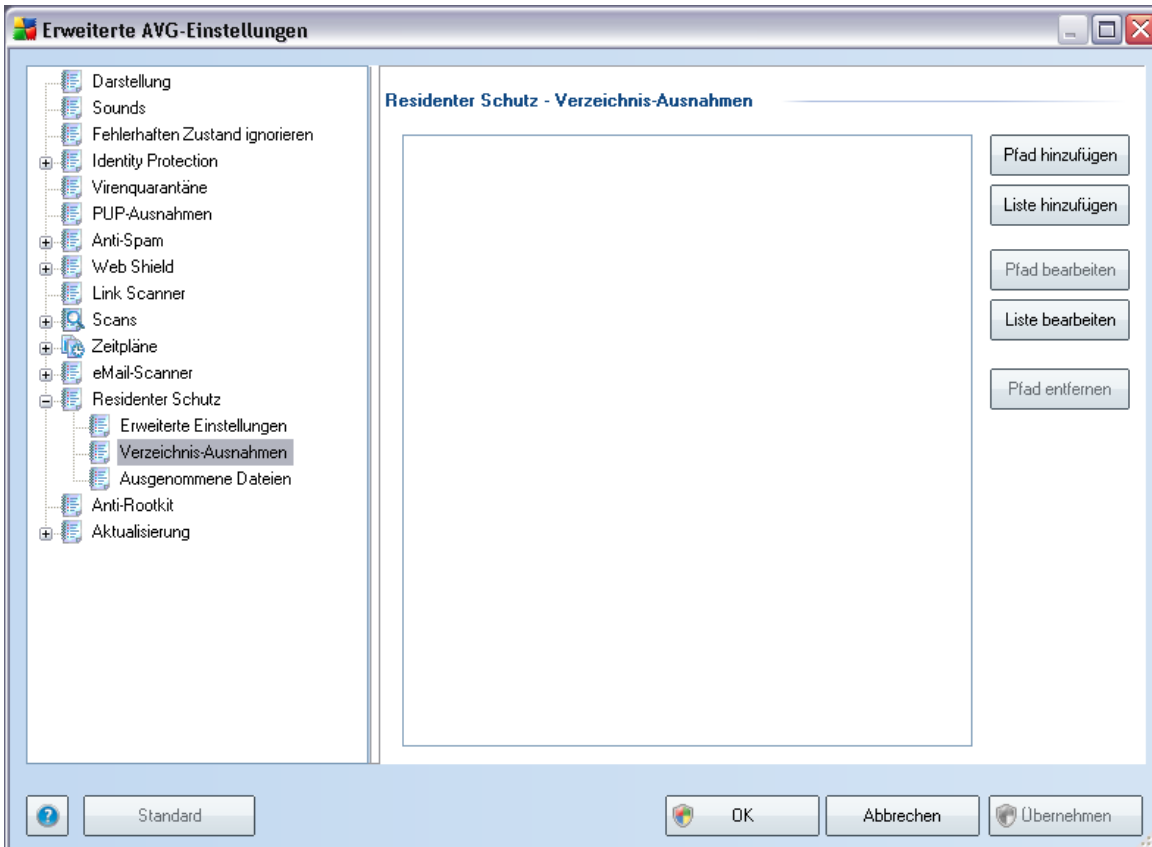 Erweiterte AVG-Einstellungen
Darstellung
Sounds
Fehlerhaften Zustand ignorieren
Identity Protection
Virenquarantäne
PUP-Ausnahmen
Anti-Spam
Web Shield
Link Scanner
Scans
Zeitpläne
eMail-Scanner
Residenter Schutz
Erweiterte Einstellungen
Verzeichnis-Ausnahmen
Ausgenommene Dateien
Anti-Rootkit
Aktualisierung
Residenter Schutz - Verzeichnis-Ausnahmen
Pfad hinzufügen
Liste hinzufügen
Pfad bearbeiten
Liste bearbeiten
Pfad entfernen
Standard
OK
Abbrechen
Übernehmen